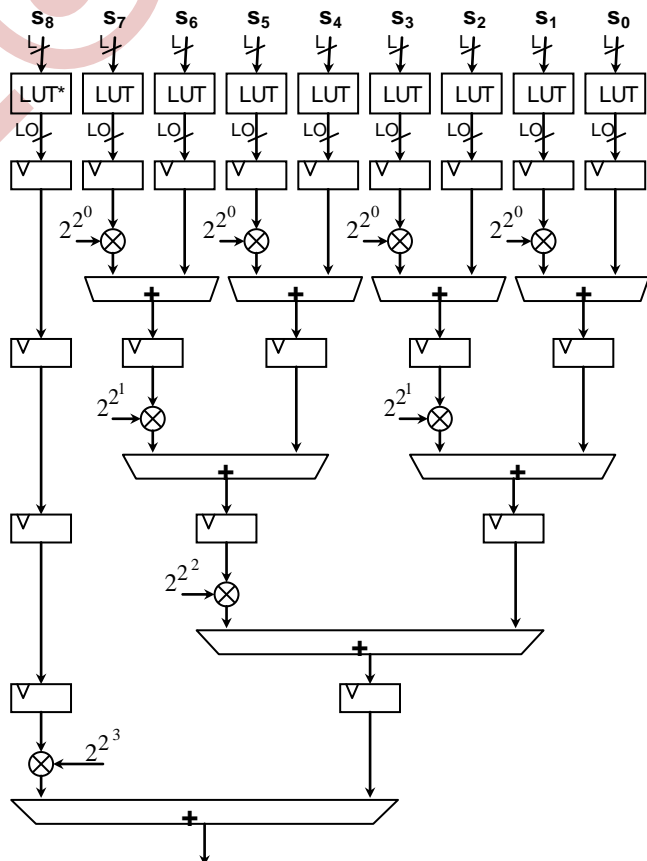 s₈ s₇ s₆ s₅ s₄ s₃ s₂ s₁ s₀
L L L L L L L L L
LUT* LUT LUT LUT LUT LUT LUT LUT LUT
LO LO LO LO LO LO LO LO LO
2^{2^0} 2^{2^0} 2^{2^0} 2^{2^0}
+ + + +
2^{2^1} 2^{2^1}
+ +
2^{2^2}
+
2^{2^3}
+